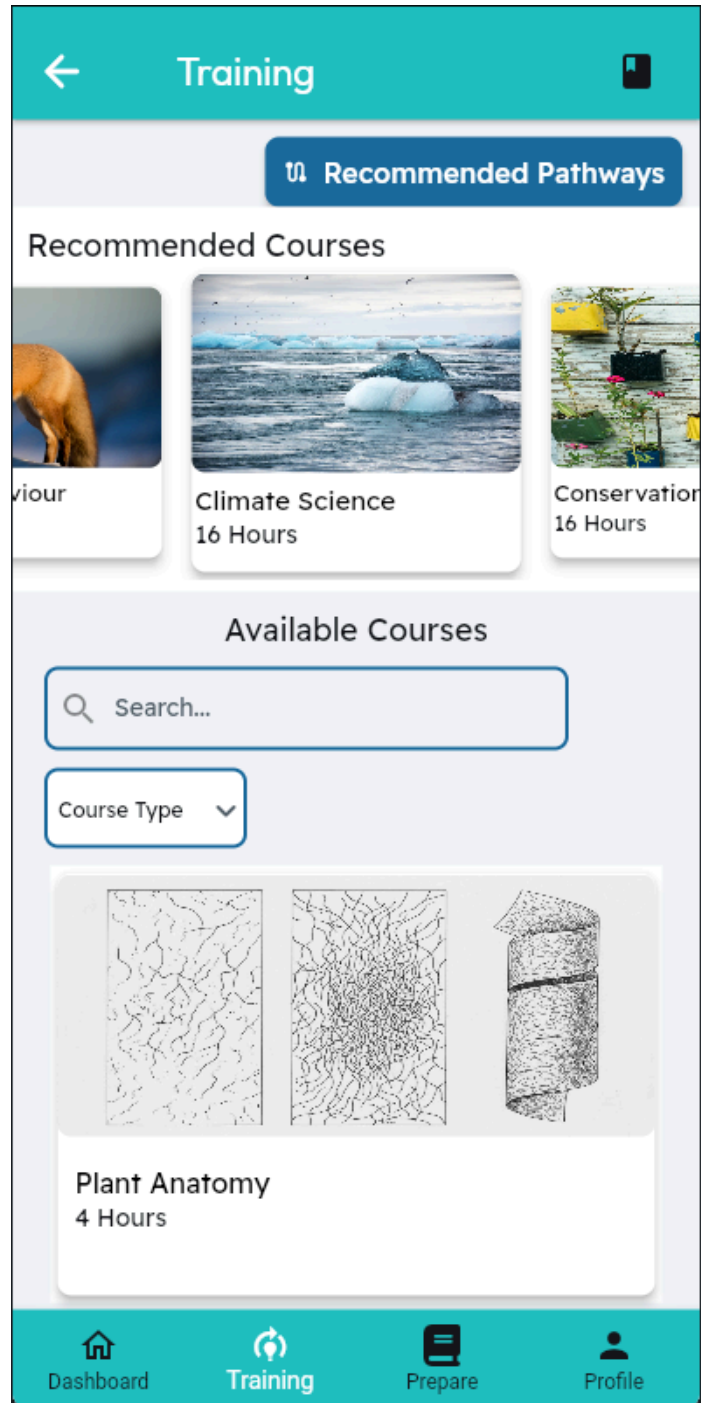 Training
Recommended Pathways
Recommended Courses
viour
Climate Science
16 Hours
Conservation
16 Hours
Available Courses
Search...
Course Type
Plant Anatomy
4 Hours
Dashboard
Training
Prepare
Profile